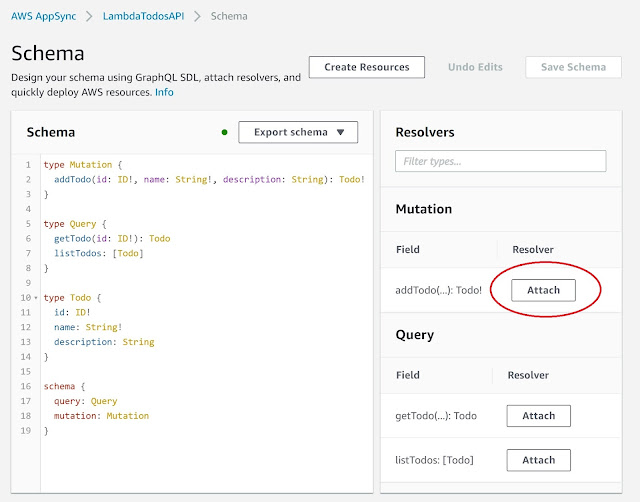 AWS AppSync > LambdaTodosAPI > Schema
Schema
Design your schema using GraphQL SDL, attach resolvers, and
quickly deploy AWS resources. Info
Create Resources
Undo Edits
Save Schema
Schema
Export schema
1 type Mutation {
2 addTodo(id: ID!, name: String!, description: String): Todo!
3 }
4
5 type Query {
6 getTodo(id: ID!): Todo
7 listTodos: [Todo]
8 }
9
10 type Todo {
11 id: ID!
12 name: String!
13 description: String
14 }
15
16 schema {
17 query: Query
18 mutation: Mutation
19 }
Resolvers
Filter types...
Mutation
Field Resolver
addTodo(...): Todo! Attach
Query
Field Resolver
getTodo(...): Todo Attach
listTodos: [Todo] Attach